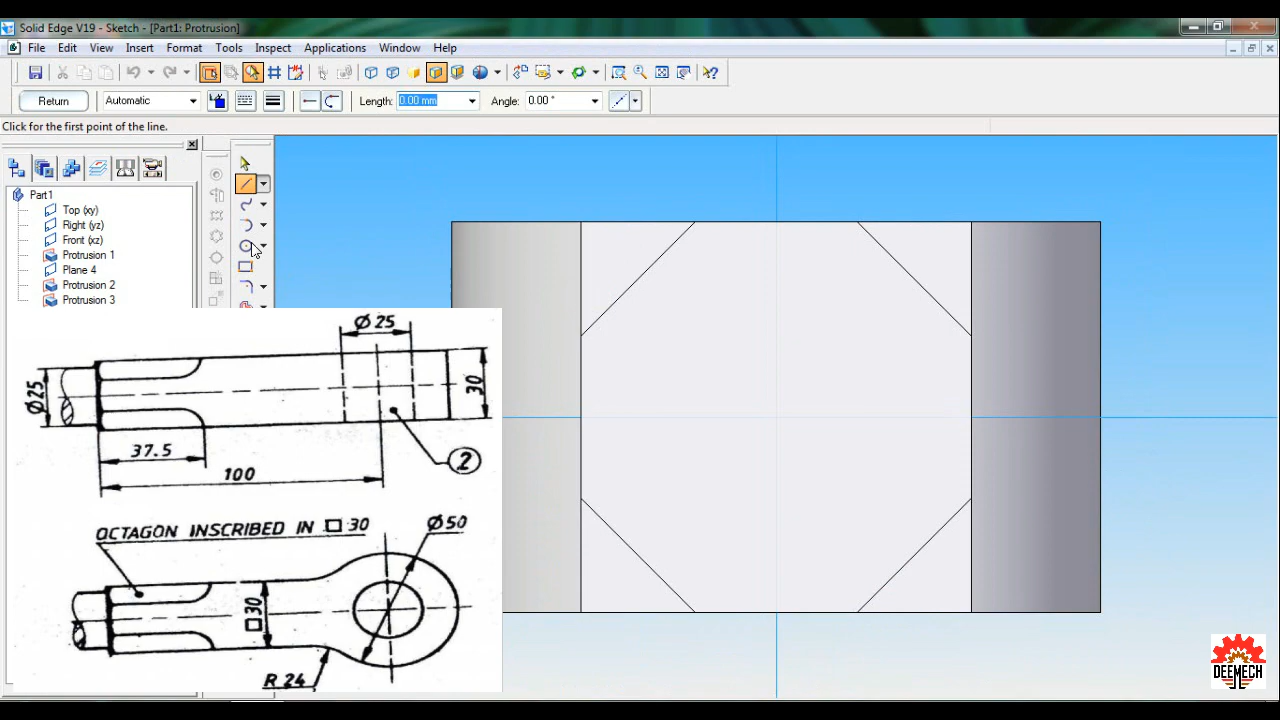 Solid Edge V19 - Sketch - [Part1: Protrusion]
File Edit View Insert Format Tools Inspect Applications Window Help
Return Automatic Length: 0.00 mm Angle: 0.00 °
Click for the first point of the line.
Part1
Top (xy)
Right (yz)
Front (xz)
Protrusion 1
Plane 4
Protrusion 2
Protrusion 3
Ø 25
Ø25
30
37.5
2
100
OCTAGON INSCRIBED IN □ 30
Ø 50
□30
R 24
DEEMECH